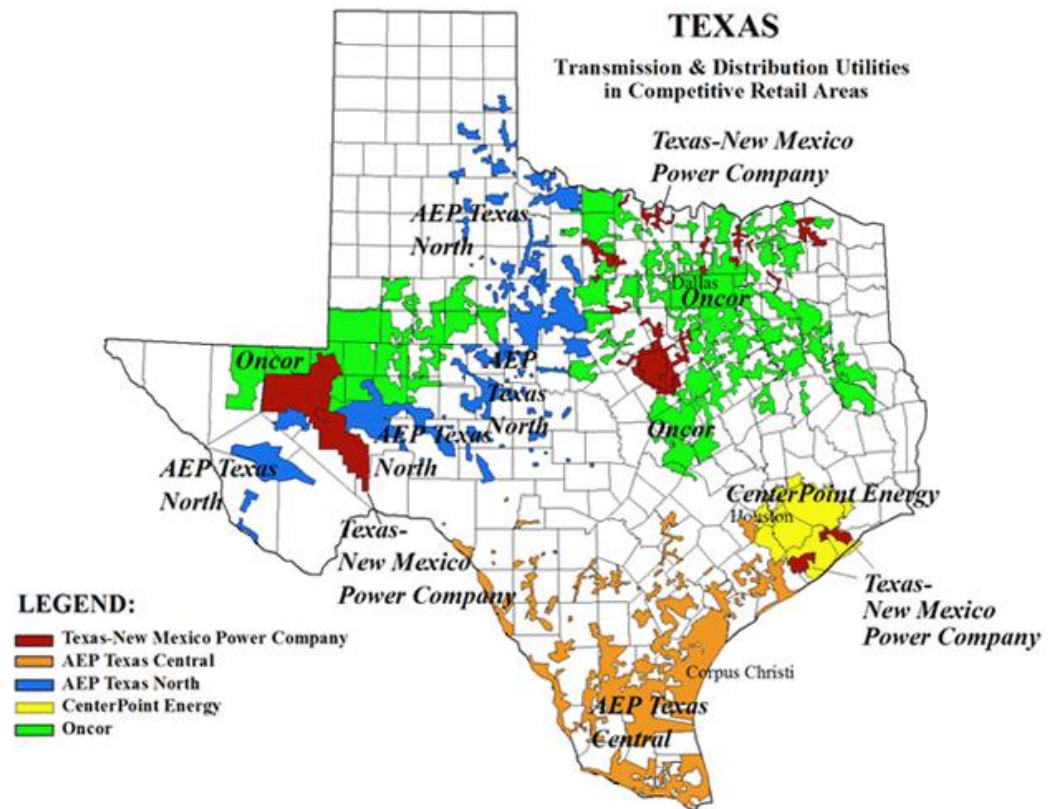 TEXAS
Transmission & Distribution Utilities
in Competitive Retail Areas
Texas-New Mexico
Power Company
AEP Texas
North
Dallas
Oncor
Oncor
AEP
Texas
North
Oncor
AEP Texas
North
AEP Texas
North
CenterPoint Energy
Houston
Texas-
New Mexico
Power Company
Texas-
New Mexico
Power Company
Corpus Christi
AEP Texas
Central
LEGEND:
Texas-New Mexico Power Company
AEP Texas Central
AEP Texas North
CenterPoint Energy
Oncor